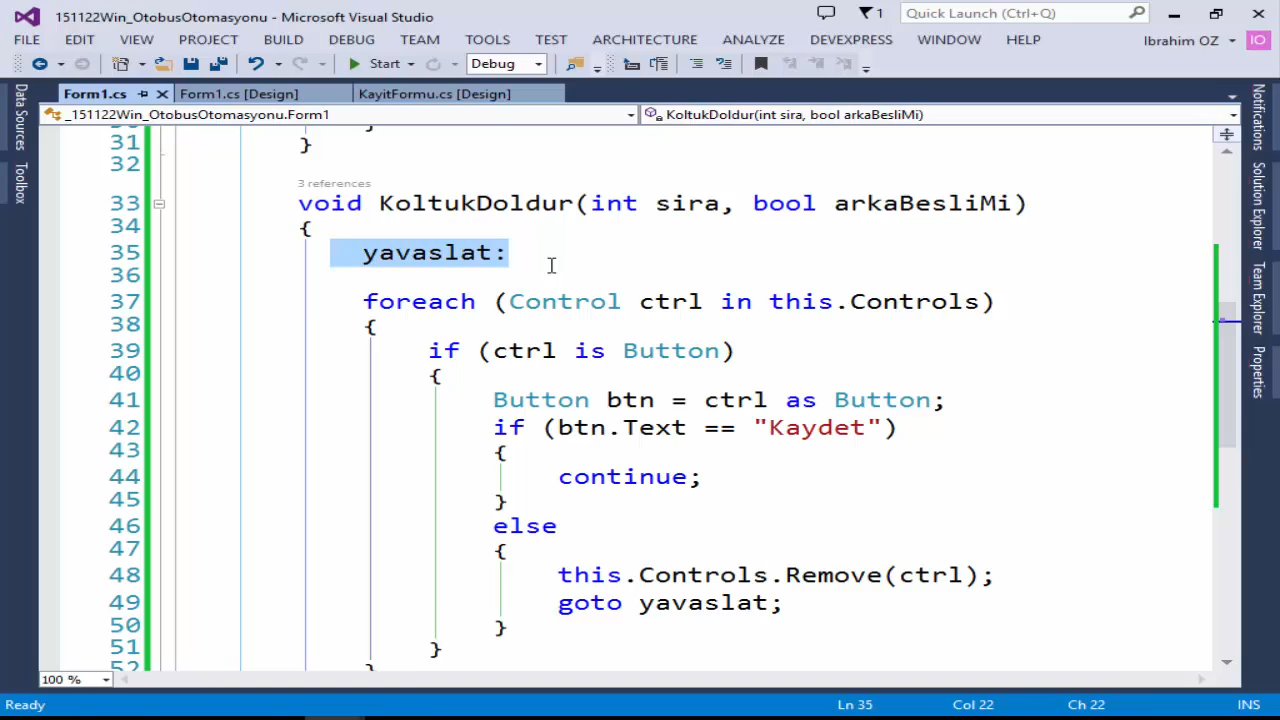 151122Win_OtobusOtomasyonu - Microsoft Visual Studio
1
Quick Launch (Ctrl+Q)
FILE EDIT VIEW PROJECT BUILD DEBUG TEAM TOOLS TEST ARCHITECTURE ANALYZE DEVEXPRESS WINDOW HELP Ibrahim OZ IO
Start Debug
Form1.cs Form1.cs [Design] KayitFormu.cs [Design]
_151122Win_OtobusOtomasyonu.Form1 KoltukDoldur(int sira, bool arkaBesliMi)
Data Sources
Toolbox
31 }
32
3 references
33 void KoltukDoldur(int sira, bool arkaBesliMi)
34 {
35 yavaslat:
36
37 foreach (Control ctrl in this.Controls)
38 {
39 if (ctrl is Button)
40 {
41 Button btn = ctrl as Button;
42 if (btn.Text == "Kaydet")
43 {
44 continue;
45 }
46 else
47 {
48 this.Controls.Remove(ctrl);
49 goto yavaslat;
50 }
51 }
52 }
Notifications
Solution Explorer
Team Explorer
Properties
100 %
Ready Ln 35 Col 22 Ch 22 INS